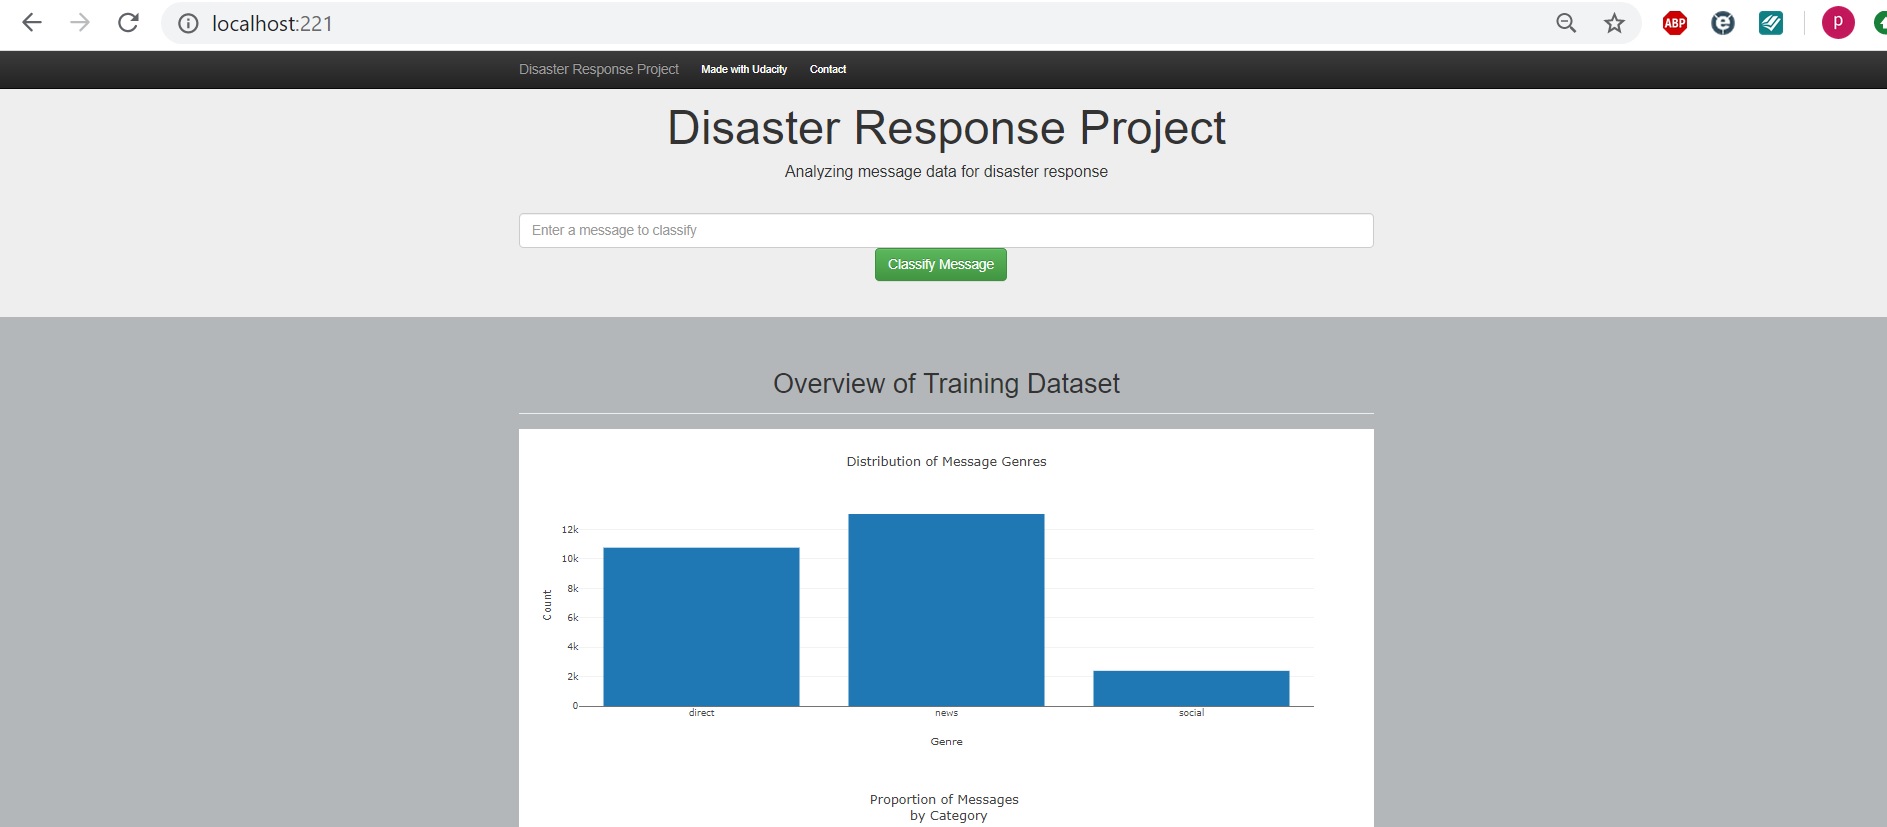 localhost:221
ABP
e
p
Disaster Response Project Made with Udacity Contact
Disaster Response Project
Analyzing message data for disaster response
Enter a message to classify
Classify Message
Overview of Training Dataset
Distribution of Message Genres
12k
10k
8k
6k
4k
2k
0
Count
direct news social
Genre
Proportion of Messages
by Category